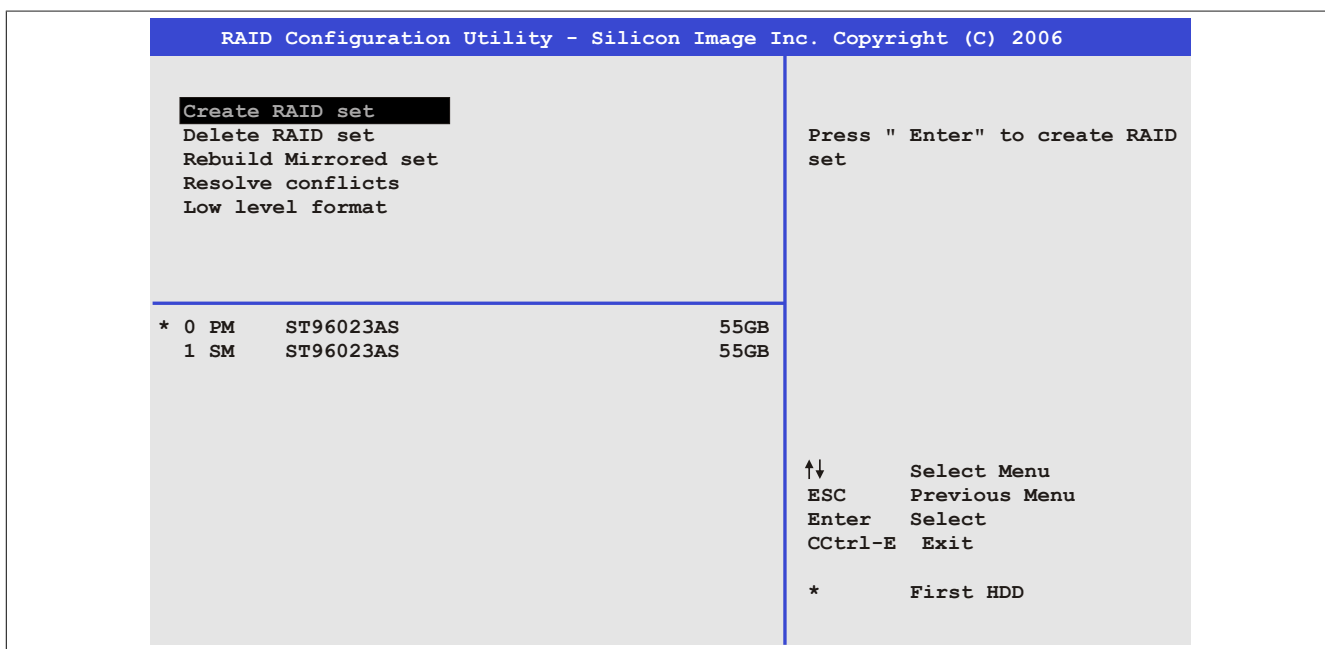 RAID Configuration Utility - Silicon Image Inc. Copyright (C) 2006
Create RAID set
Delete RAID set
Rebuild Mirrored set
Resolve conflicts
Low level format
Press " Enter" to create RAID
set
* 0 PM ST96023AS 55GB
1 SM ST96023AS 55GB
↑↓ Select Menu
ESC Previous Menu
Enter Select
CCtrl-E Exit
* First HDD